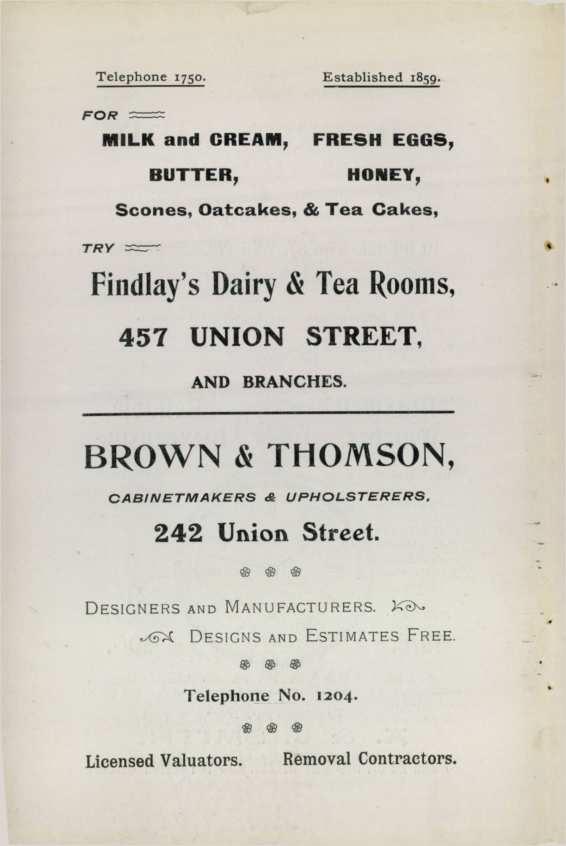 Telephone 1750. Established 1859.
FOR
MILK and CREAM, FRESH EGGS,
BUTTER, HONEY,
Scones, Oatcakes, & Tea Cakes,
TRY
Findlay's Dairy & Tea Rooms,
457 UNION STREET,
AND BRANCHES.
BROWN & THOMSON,
CABINETMAKERS & UPHOLSTERERS,
242 Union Street.
DESIGNERS AND MANUFACTURERS.
DESIGNS AND ESTIMATES FREE.
Telephone No. 1204.
Licensed Valuators. Removal Contractors.